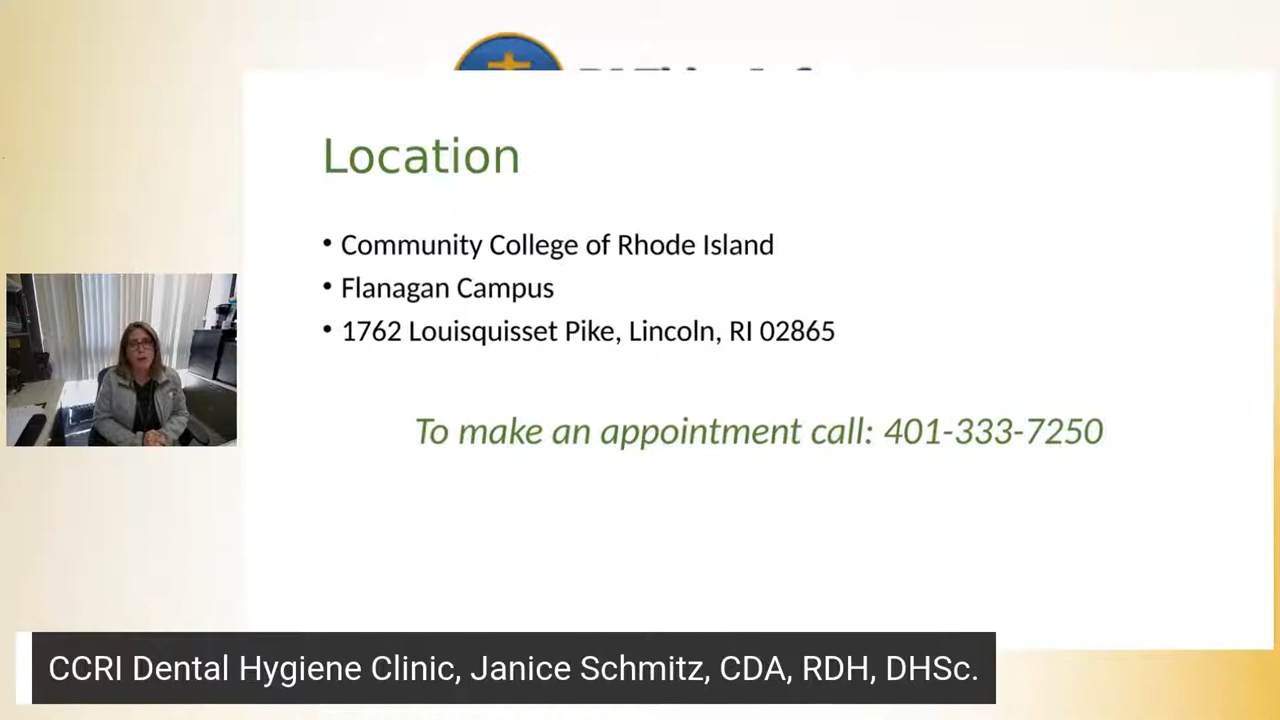 Location
• Community College of Rhode Island
• Flanagan Campus
• 1762 Louisquisset Pike, Lincoln, RI 02865
To make an appointment call: 401-333-7250
CCRI Dental Hygiene Clinic, Janice Schmitz, CDA, RDH, DHSc.